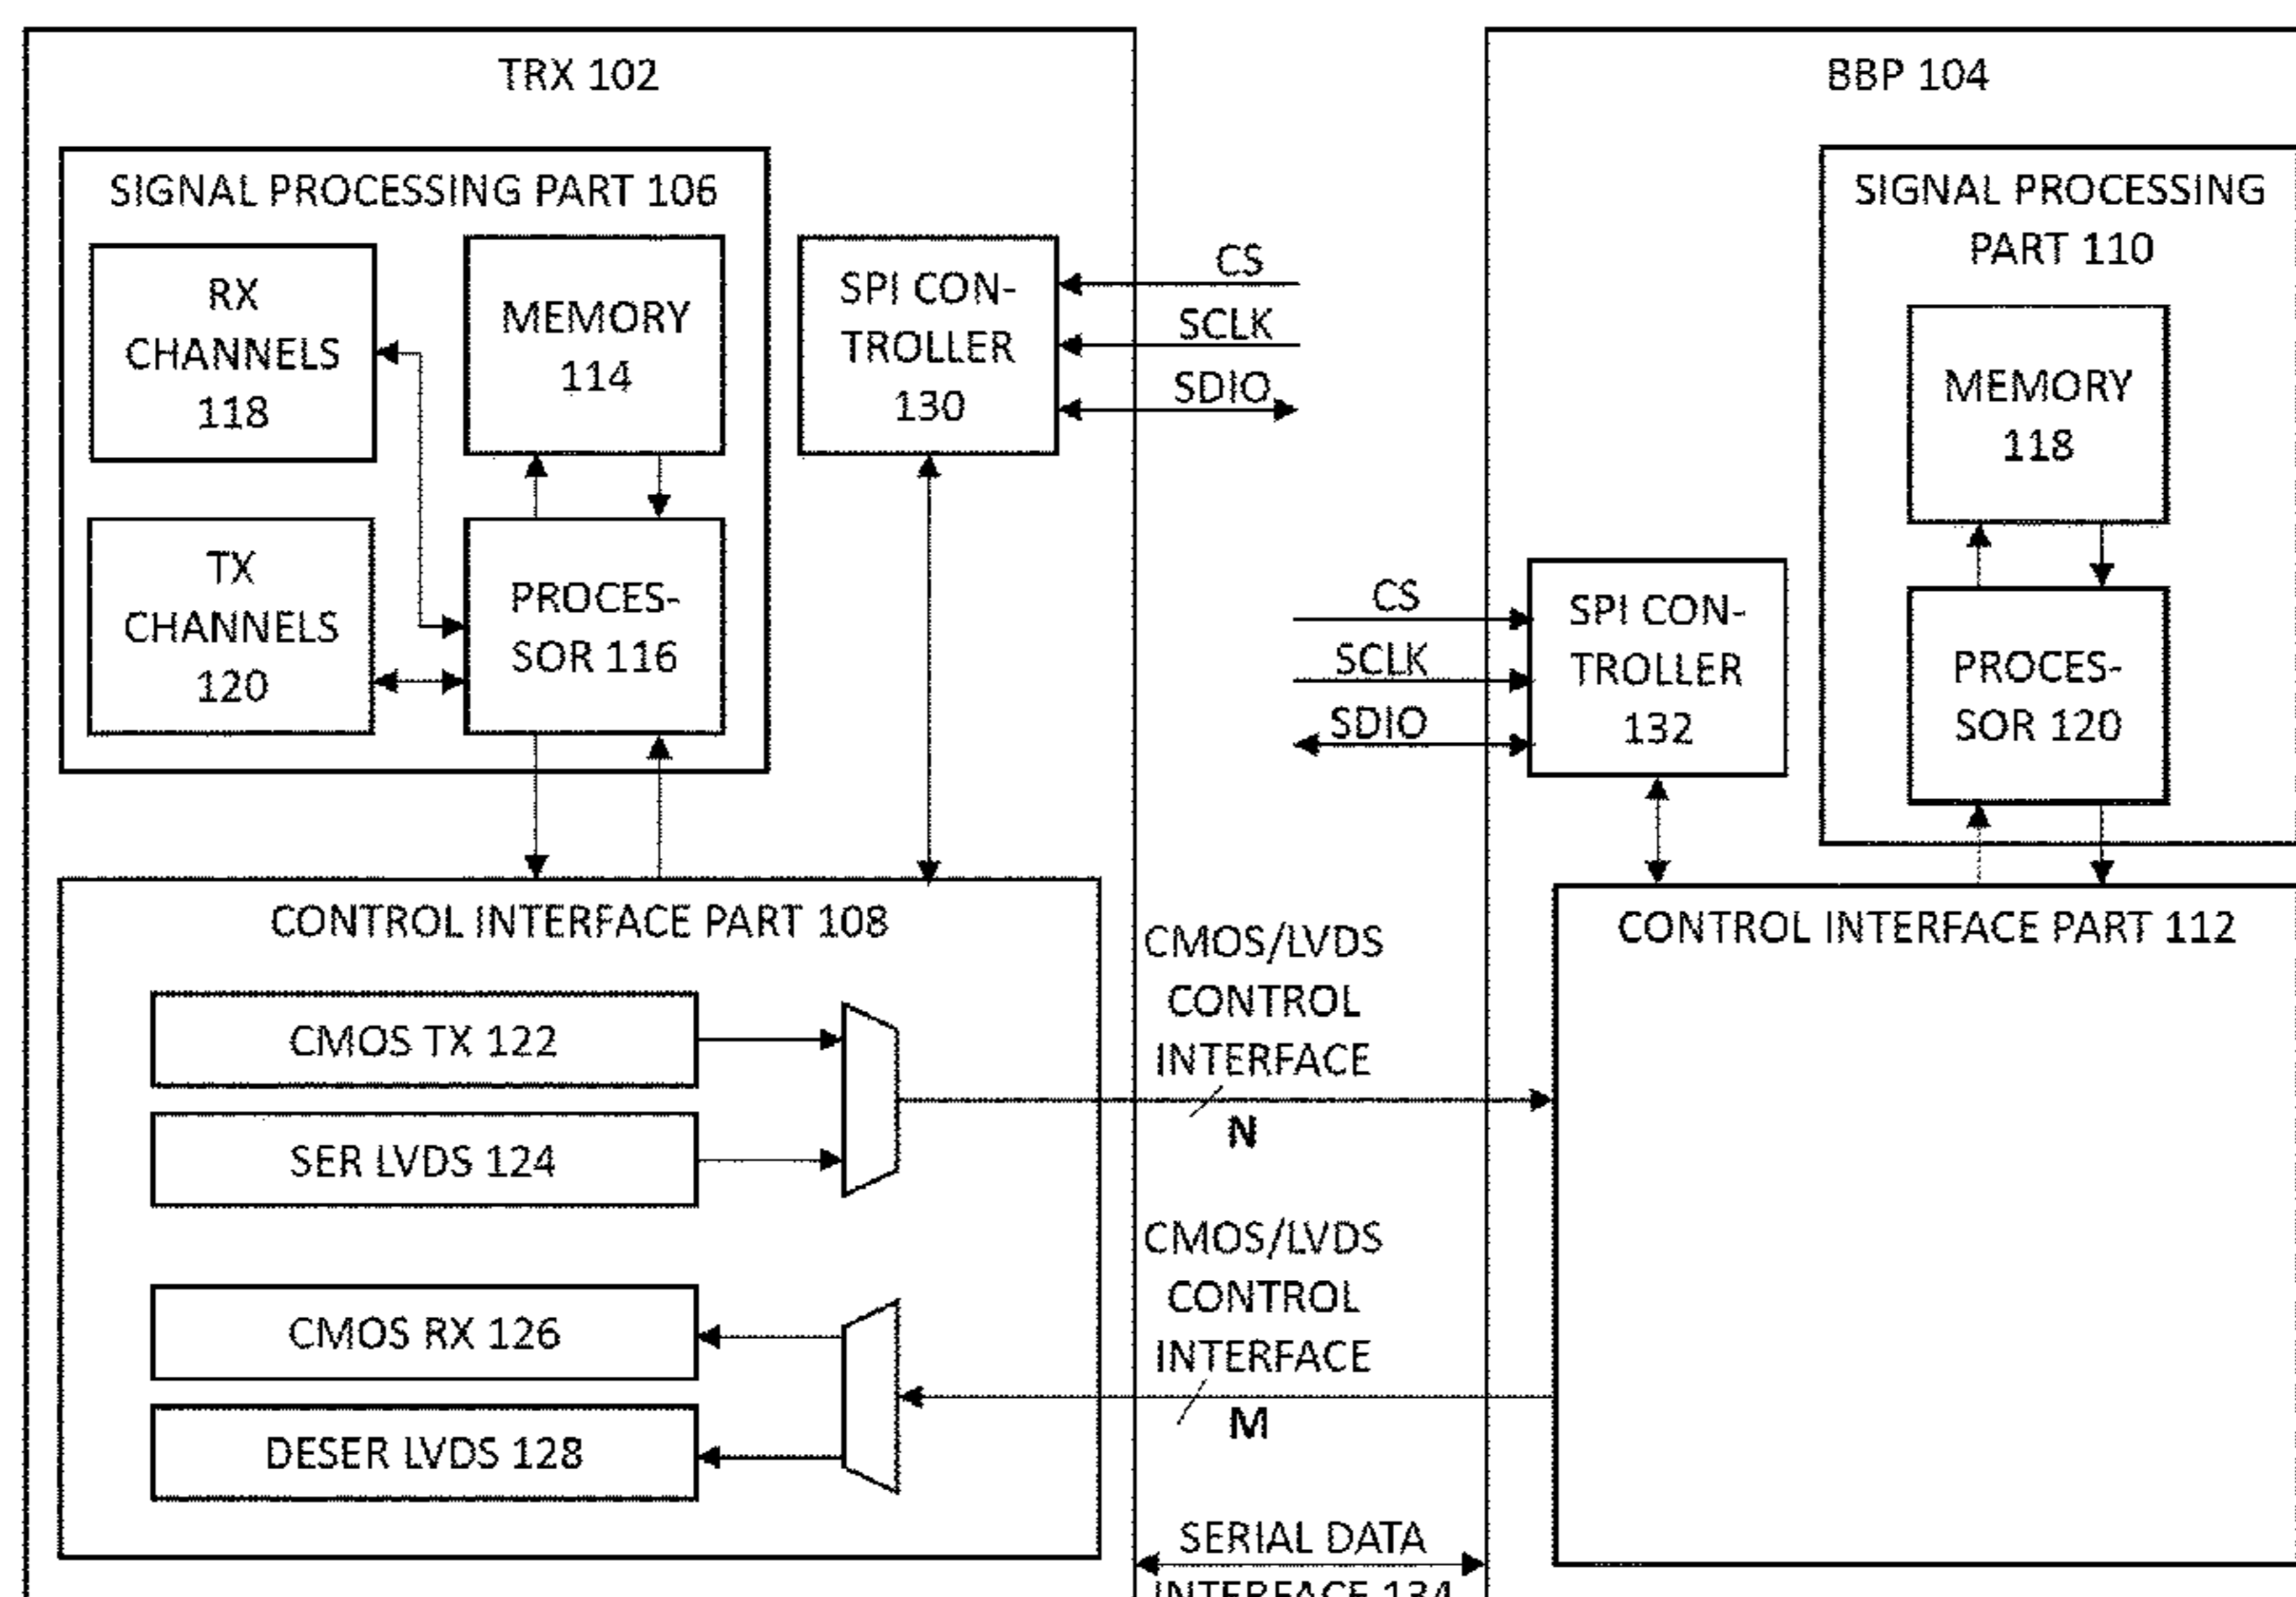 TRX 102
BBP 104
SIGNAL PROCESSING PART 106
RX
CHANNELS
118
MEMORY
114
TX
CHANNELS
120
PROCES-
SOR 116
SPI CON-
TROLLER
130
CS
SCLK
SDIO
CS
SCLK
SDIO
SPI CON-
TROLLER
132
SIGNAL PROCESSING
PART 110
MEMORY
118
PROCES-
SOR 120
CONTROL INTERFACE PART 108
CMOS TX 122
SER LVDS 124
CMOS RX 126
DESER LVDS 128
CMOS/LVDS
CONTROL
INTERFACE
N
CMOS/LVDS
CONTROL
INTERFACE
M
SERIAL DATA
INTERFACE 134
CONTROL INTERFACE PART 112